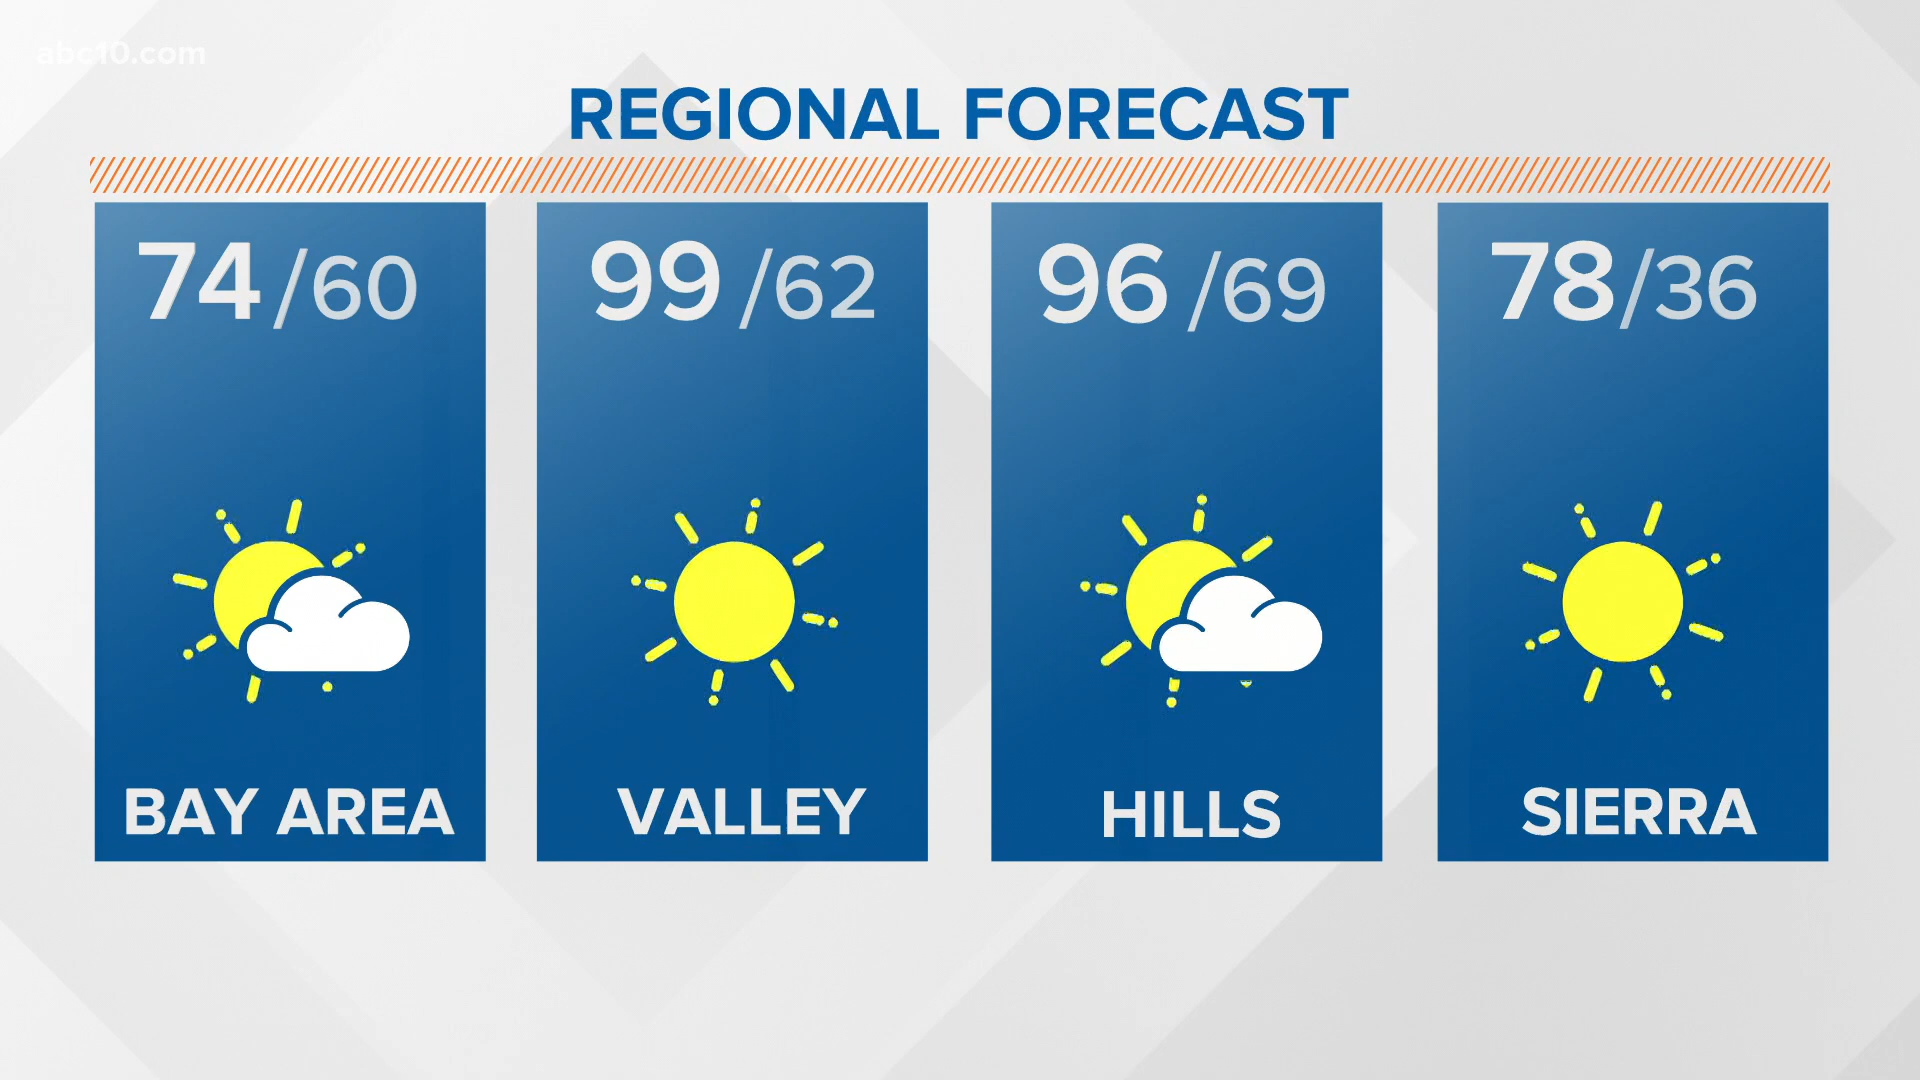 abc10.com
REGIONAL FORECAST
74/60
BAY AREA
99/62
VALLEY
96/69
HILLS
78/36
SIERRA